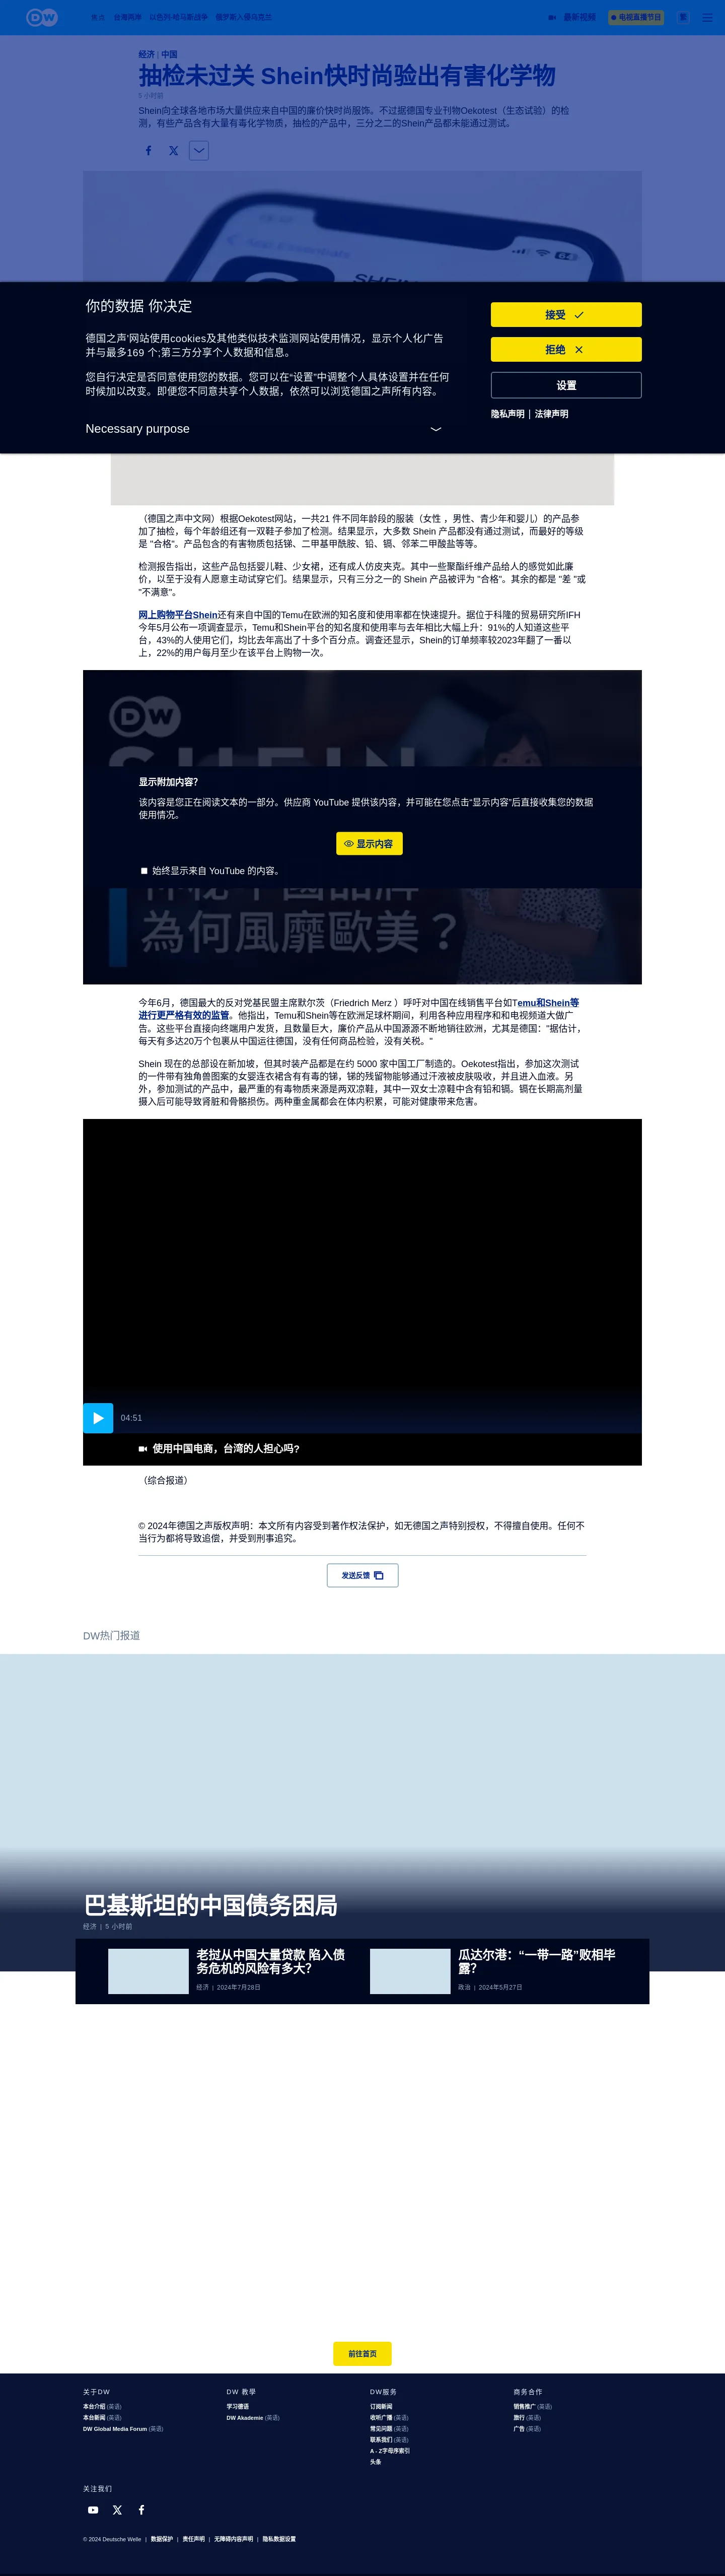 DW
热点 台海两岸 以色列-哈马斯战争 俄罗斯入侵乌克兰
最新视频
电视直播节目
繁
经济 | 中国
抽检未过关 Shein快时尚验出有害化学物
5 小时前
Shein向全球各地市场大量供应来自中国的廉价快时尚服饰。不过据德国专业刊物Oekotest（生态试验）的检
测，有些产品含有大量有毒化学物质，抽检的产品中，三分之二的Shein产品都未能通过测试。
你的数据 你决定
德国之声'网站使用cookies及其他类似技术监测网站使用情况，显示个人化广告
并与最多169 个;第三方分享个人数据和信息。
您自行决定是否同意使用您的数据。您可以在“设置”中调整个人具体设置并在任何
时候加以改变。即便您不同意共享个人数据，依然可以浏览德国之声所有内容。
Necessary purpose
接受
拒绝
设置
隐私声明 | 法律声明
（德国之声中文网）根据Oekotest网站，一共21 件不同年龄段的服装（女性 ，男性、青少年和婴儿）的产品参
加了抽检，每个年龄组还有一双鞋子参加了检测。结果显示，大多数 Shein 产品都没有通过测试，而最好的等级
是 "合格"。产品包含的有害物质包括锑、二甲基甲酰胺、铅、镉、邻苯二甲酸盐等等。
检测报告指出，这些产品包括婴儿鞋、少女裙，还有成人仿皮夹克。其中一些聚酯纤维产品给人的感觉如此廉
价，以至于没有人愿意主动试穿它们。结果显示，只有三分之一的 Shein 产品被评为 "合格"。其余的都是 "差 "或
"不满意"。
网上购物平台Shein还有来自中国的Temu在欧洲的知名度和使用率都在快速提升。据位于科隆的贸易研究所IFH
今年5月公布一项调查显示，Temu和Shein平台的知名度和使用率与去年相比大幅上升：91%的人知道这些平
台，43%的人使用它们，均比去年高出了十多个百分点。调查还显示，Shein的订单频率较2023年翻了一番以
上，22%的用户每月至少在该平台上购物一次。
DW
显示附加内容？
该内容是您正在阅读文本的一部分。供应商 YouTube 提供该内容，并可能在您点击“显示内容”后直接收集您的数据
使用情况。
显示内容
始终显示来自 YouTube 的内容。
為何風靡歐美？
今年6月，德国最大的反对党基民盟主席默尔茨（Friedrich Merz ）呼吁对中国在线销售平台如Temu和Shein等
进行更严格有效的监管。他指出，Temu和Shein等在欧洲足球杯期间，利用各种应用程序和和电视频道大做广
告。这些平台直接向终端用户发货，且数量巨大，廉价产品从中国源源不断地销往欧洲，尤其是德国："据估计，
每天有多达20万个包裹从中国运往德国，没有任何商品检验，没有关税。"
Shein 现在的总部设在新加坡，但其时装产品都是在约 5000 家中国工厂制造的。Oekotest指出，参加这次测试
的一件带有独角兽图案的女婴连衣裙含有有毒的锑，锑的残留物能够通过汗液被皮肤吸收，并且进入血液。另
外，参加测试的产品中，最严重的有毒物质来源是两双凉鞋，其中一双女士凉鞋中含有铅和镉。镉在长期高剂量
摄入后可能导致肾脏和骨骼损伤。两种重金属都会在体内积累，可能对健康带来危害。
04:51
使用中国电商，台湾的人担心吗?
（综合报道）
© 2024年德国之声版权声明：本文所有内容受到著作权法保护，如无德国之声特别授权，不得擅自使用。任何不
当行为都将导致追偿，并受到刑事追究。
发送反馈
DW热门报道
巴基斯坦的中国债务困局
经济 | 5 小时前
老挝从中国大量贷款 陷入债
务危机的风险有多大？
经济 | 2024年7月28日
瓜达尔港：“一带一路”败相毕
露？
政治 | 2024年5月27日
前往首页
关于DW
本台介绍 (英语)
本台新闻 (英语)
DW Global Media Forum (英语)
DW 教學
学习德语
DW Akademie (英语)
DW服务
订阅新闻
收听广播 (英语)
常见问题 (英语)
联系我们 (英语)
A - Z字母序索引
头条
商务合作
销售推广 (英语)
旅行 (英语)
广告 (英语)
关注我们
© 2024 Deutsche Welle | 数据保护 | 责任声明 | 无障碍内容声明 | 隐私数据设置